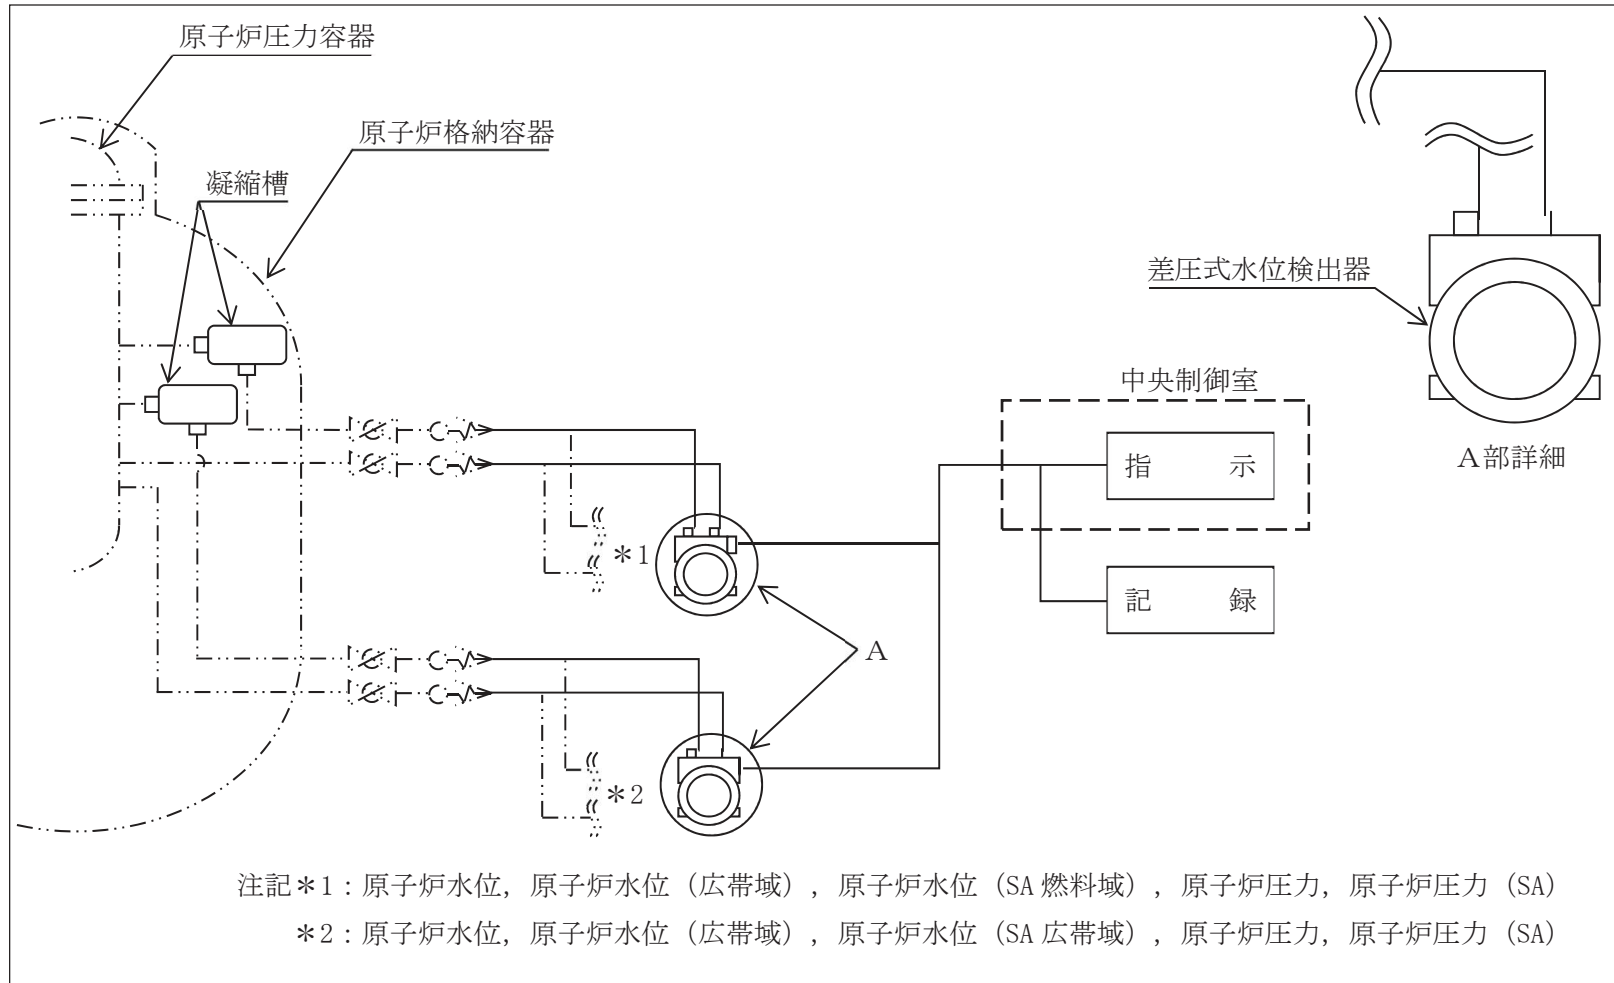 原子炉圧力容器
原子炉格納容器
凝縮槽
差圧式水位検出器
中央制御室
指　示
A部詳細
記　録
＊1
A
＊2
注記＊1：原子炉水位，原子炉水位（広帯域），原子炉水位（SA 燃料域），原子炉圧力，原子炉圧力（SA）
＊2：原子炉水位，原子炉水位（広帯域），原子炉水位（SA 広帯域），原子炉圧力，原子炉圧力（SA）